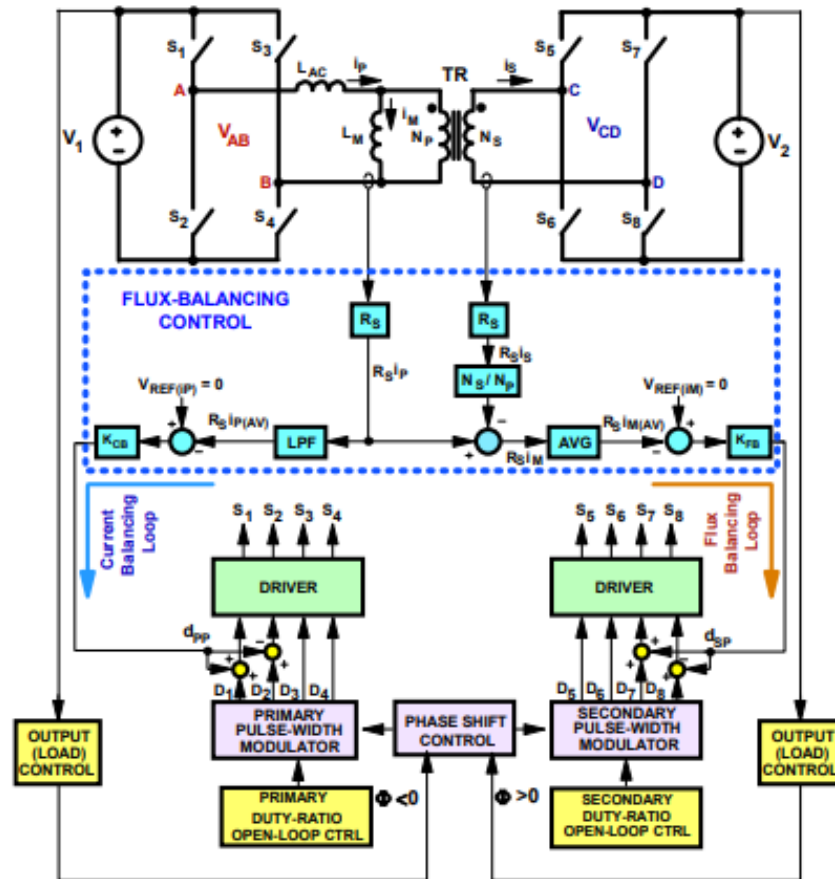 S1
S3
LAC
iP
TR
iS
S5
S7
A
C
V1
VAB
LM
iM
NP
NS
VCD
V2
B
D
S2
S4
S6
S8
FLUX-BALANCING
CONTROL
RS
RS
RSiP
RSiS
NS / NP
VREF(iP) = 0
VREF(iM) = 0
KCB
RSiP(AV)
LPF
RSiM
AVG
RSiM(AV)
KFB
Current
Balancing
Loop
S1 S2 S3 S4
S5 S6 S7 S8
Flux
Balancing
Loop
DRIVER
DRIVER
dPP
dSP
D1 D2 D3 D4
D5 D6 D7 D8
OUTPUT
(LOAD)
CONTROL
PRIMARY
PULSE-WIDTH
MODULATOR
PHASE SHIFT
CONTROL
SECONDARY
PULSE-WIDTH
MODULATOR
OUTPUT
(LOAD)
CONTROL
PRIMARY
DUTY-RATIO
OPEN-LOOP CTRL
Φ <0
Φ >0
SECONDARY
DUTY-RATIO
OPEN-LOOP CTRL